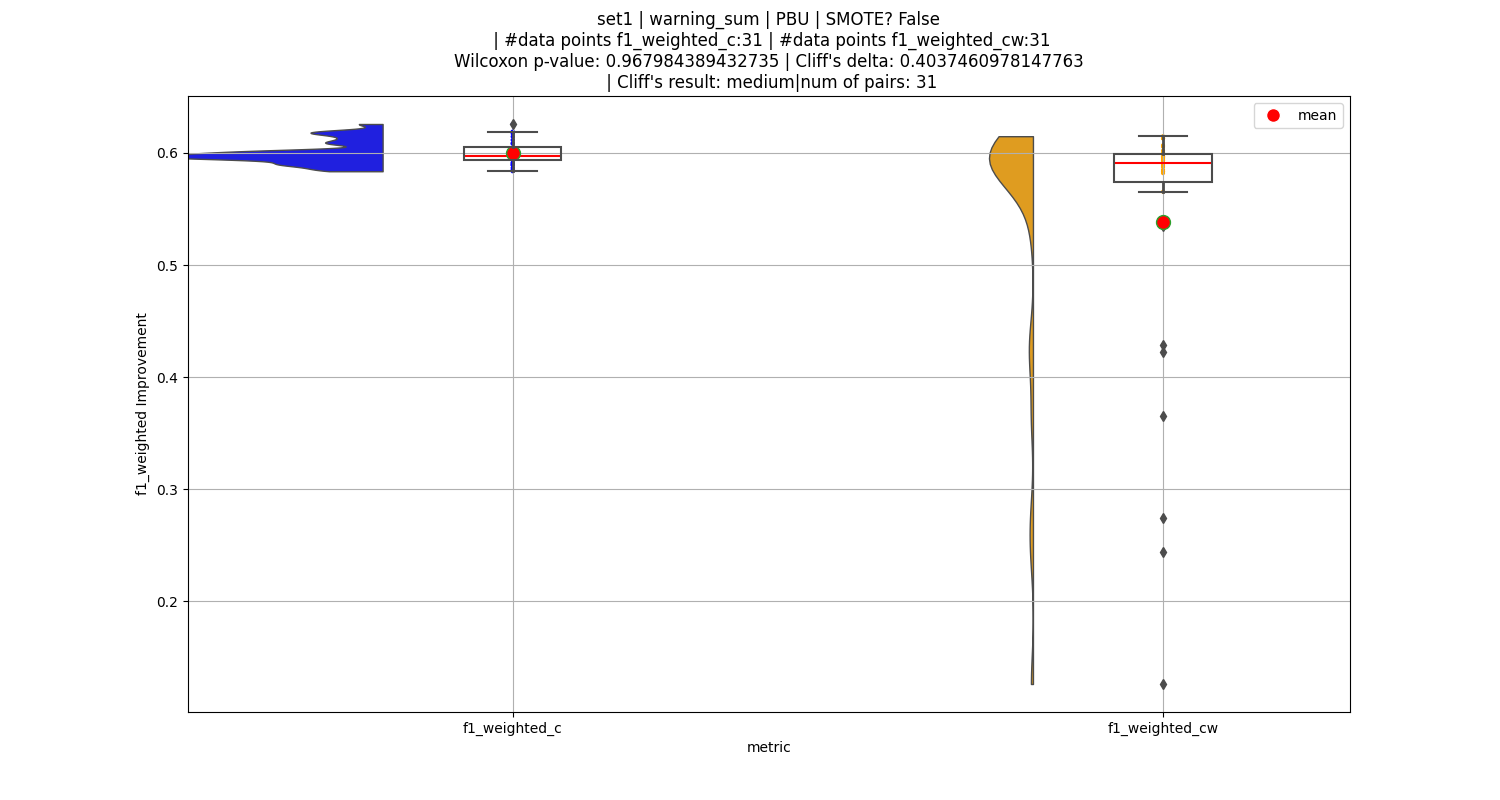 set1 | warning_sum | PBU | SMOTE? False
| #data points f1_weighted_c:31 | #data points f1_weighted_cw:31
Wilcoxon p-value: 0.967984389432735 | Cliff's delta: 0.4037460978147763
| Cliff's result: medium|num of pairs: 31
mean
0.6
0.5
0.4
0.3
0.2
f1_weighted Improvement
f1_weighted_c
f1_weighted_cw
metric